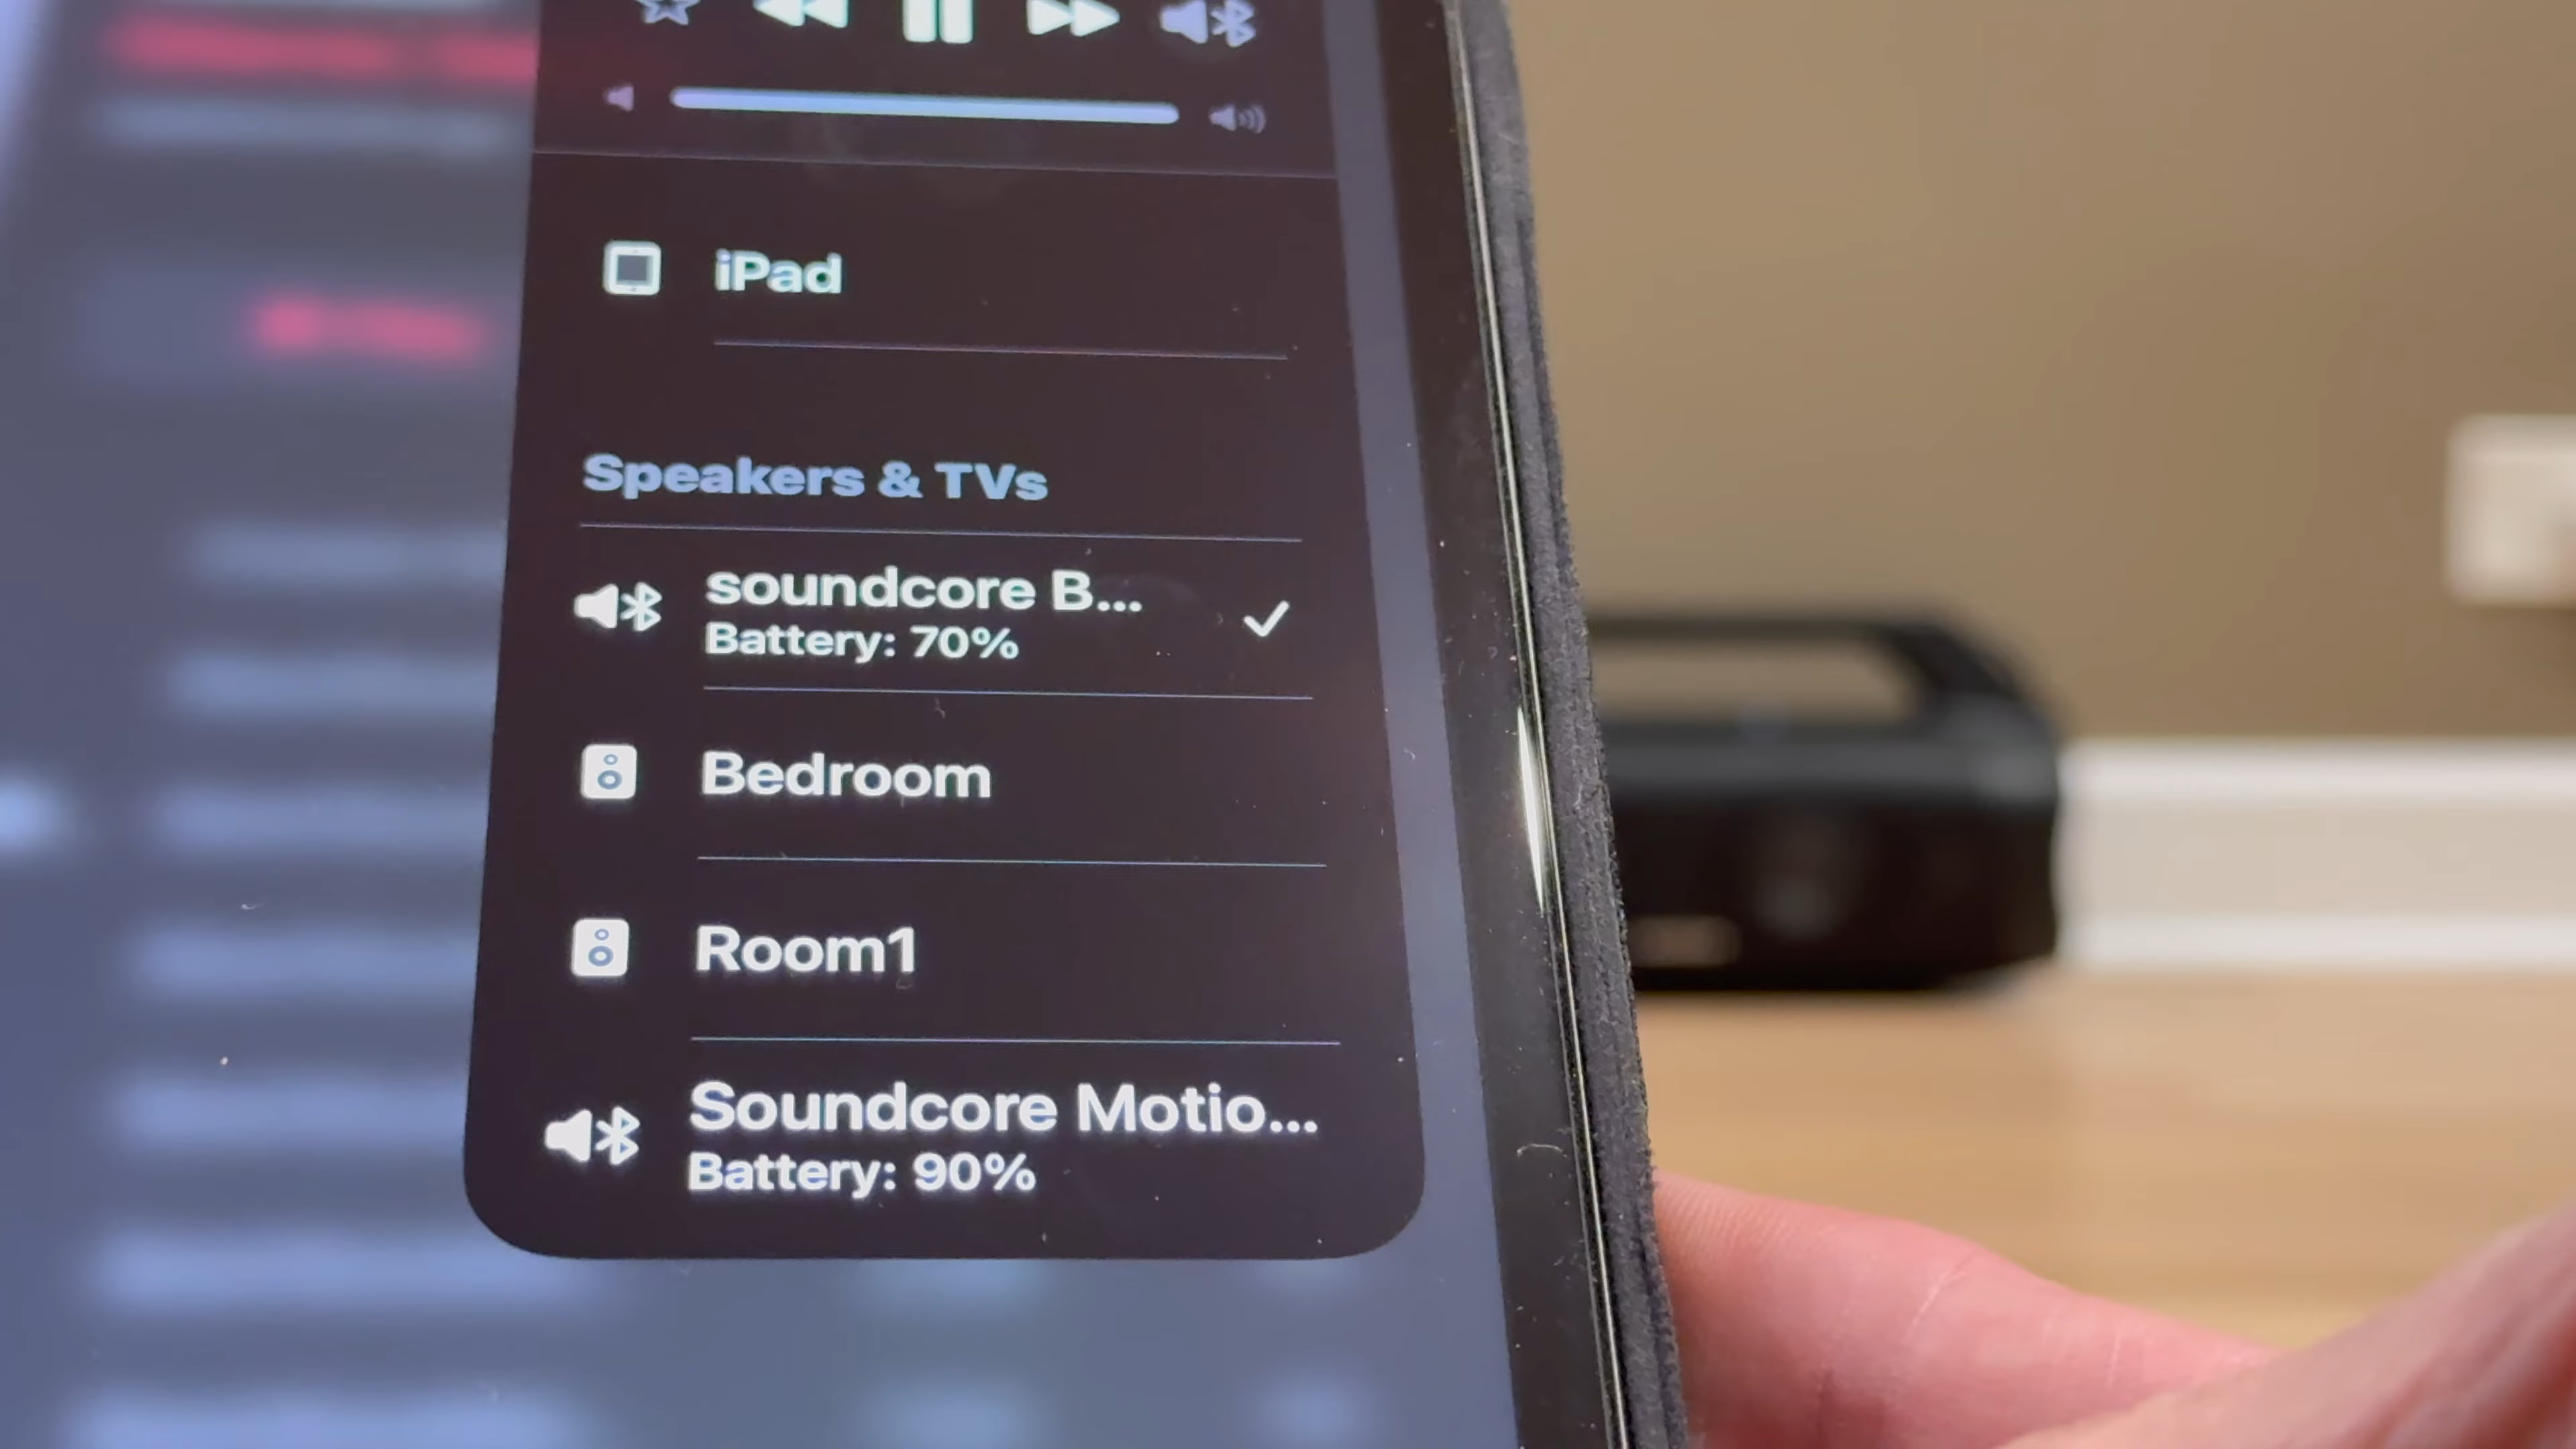 iPad
Speakers & TVs
soundcore B...
Battery: 70%
Bedroom
Room1
Soundcore Motio...
Battery: 90%